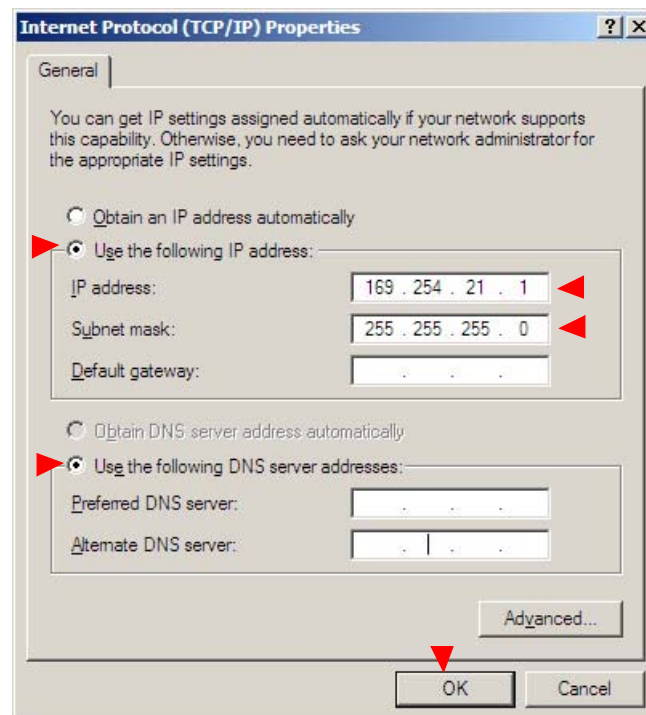 Internet Protocol (TCP/IP) Properties
General
You can get IP settings assigned automatically if your network supports
this capability. Otherwise, you need to ask your network administrator for
the appropriate IP settings.
Obtain an IP address automatically
Use the following IP address:
IP address: 169 . 254 . 21 . 1
Subnet mask: 255 . 255 . 255 . 0
Default gateway: . . .
Obtain DNS server address automatically
Use the following DNS server addresses:
Preferred DNS server: . . .
Alternate DNS server: . . .
Advanced...
OK Cancel